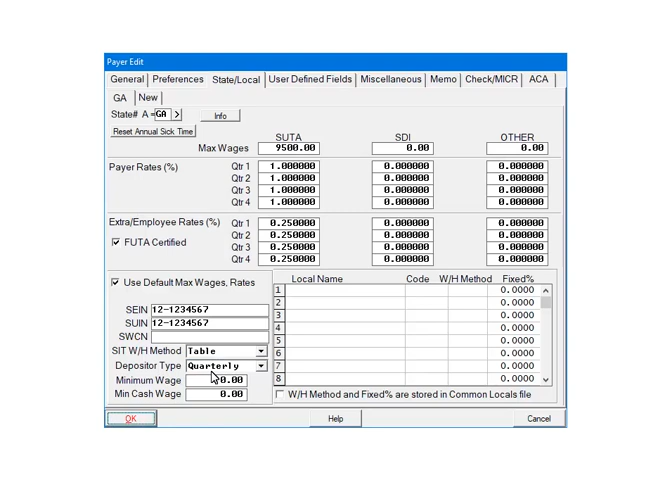 Payer Edit
General Preferences State/Local User Defined Fields Miscellaneous Memo Check/MICR ACA
GA New
State# A =GA > Info
Reset Annual Sick Time
SUTA SDI OTHER
Max Wages 9500.00 0.00 0.00
Payer Rates (%) Qtr 1 1.000000 0.000000 0.000000
Qtr 2 1.000000 0.000000 0.000000
Qtr 3 1.000000 0.000000 0.000000
Qtr 4 1.000000 0.000000 0.000000
Extra/Employee Rates (%) Qtr 1 0.250000 0.000000 0.000000
Qtr 2 0.250000 0.000000 0.000000
FUTA Certified Qtr 3 0.250000 0.000000 0.000000
Qtr 4 0.250000 0.000000 0.000000
Use Default Max Wages, Rates
SEIN 12-1234567
SUIN 12-1234567
SWCN
SIT W/H Method Table
Depositor Type Quarterly
Minimum Wage 0.00
Min Cash Wage 0.00
Local Name Code W/H Method Fixed%
1 0.0000
2 0.0000
3 0.0000
4 0.0000
5 0.0000
6 0.0000
7 0.0000
8 0.0000
W/H Method and Fixed% are stored in Common Locals file
OK Help Cancel